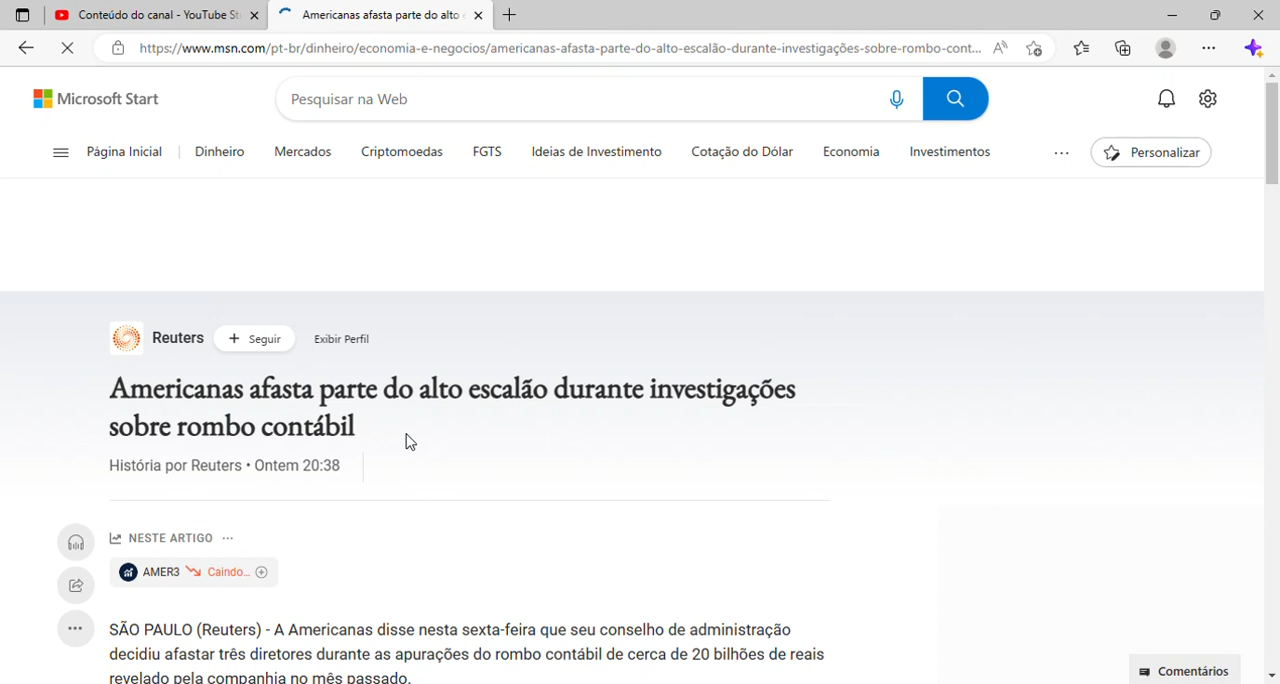 Conteúdo do canal - YouTube St
Americanas afasta parte do alto e
https://www.msn.com/pt-br/dinheiro/economia-e-negocios/americanas-afasta-parte-do-alto-escalão-durante-investigações-sobre-rombo-cont...
Microsoft Start
Pesquisar na Web
Página Inicial
Dinheiro
Mercados
Criptomoedas
FGTS
Ideias de Investimento
Cotação do Dólar
Economia
Investimentos
...
Personalizar
Reuters
+ Seguir
Exibir Perfil
Americanas afasta parte do alto escalão durante investigações
sobre rombo contábil
História por Reuters • Ontem 20:38
NESTE ARTIGO ...
AMER3 Caindo...
SÃO PAULO (Reuters) - A Americanas disse nesta sexta-feira que seu conselho de administração
decidiu afastar três diretores durante as apurações do rombo contábil de cerca de 20 bilhões de reais
revelado pela companhia no mês passado.
Comentários